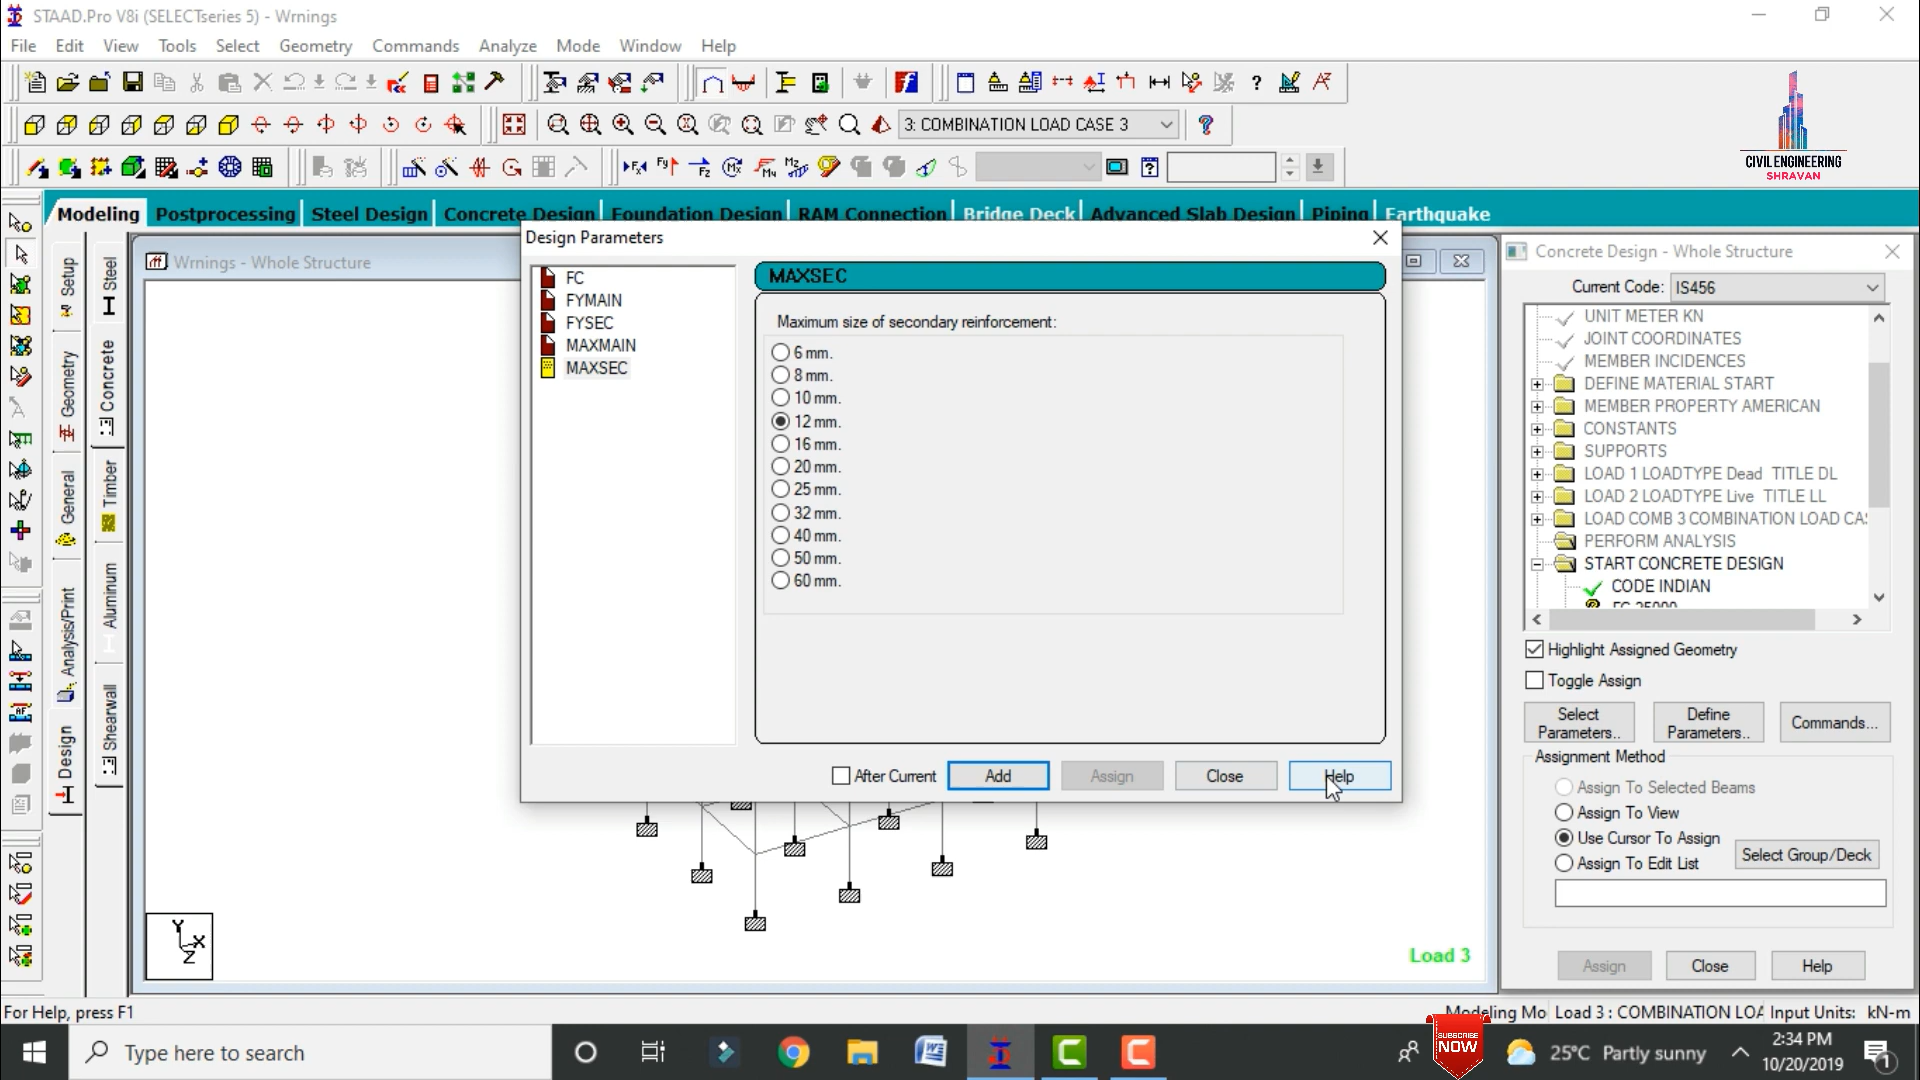 STAAD.Pro V8i (SELECTseries 5) - Wrnings
File Edit View Tools Select Geometry Commands Analyze Mode Window Help
3: COMBINATION LOAD CASE 3
CIVIL ENGINEERING
SHRAVAN
Modeling Postprocessing Steel Design Concrete Design Foundation Design RAM Connection Bridge Deck Advanced Slab Design Piping Earthquake
Setup
Geometry
General
Analysis/Print
Design
Steel
Concrete
Timber
Aluminum
Shearwall
Wrnings - Whole Structure
Design Parameters
FC
FYMAIN
FYSEC
MAXMAIN
MAXSEC
MAXSEC
Maximum size of secondary reinforcement:
6 mm.
8 mm.
10 mm.
12 mm.
16 mm.
20 mm.
25 mm.
32 mm.
40 mm.
50 mm.
60 mm.
After Current Add Assign Close Help
Y
X
Z
Load 3
Concrete Design - Whole Structure
Current Code: IS456
UNIT METER KN
JOINT COORDINATES
MEMBER INCIDENCES
DEFINE MATERIAL START
MEMBER PROPERTY AMERICAN
CONSTANTS
SUPPORTS
LOAD 1 LOADTYPE Dead TITLE DL
LOAD 2 LOADTYPE Live TITLE LL
LOAD COMB 3 COMBINATION LOAD CA
PERFORM ANALYSIS
START CONCRETE DESIGN
CODE INDIAN
FC 25000
Highlight Assigned Geometry
Toggle Assign
Select Parameters..
Define Parameters..
Commands...
Assignment Method
Assign To Selected Beams
Assign To View
Use Cursor To Assign
Assign To Edit List
Select Group/Deck
Assign Close Help
For Help, press F1
Modeling Mo Load 3 : COMBINATION LOA Input Units: kN-m
Type here to search
SUBSCRIBE
NOW
25°C Partly sunny
2:34 PM
10/20/2019
1